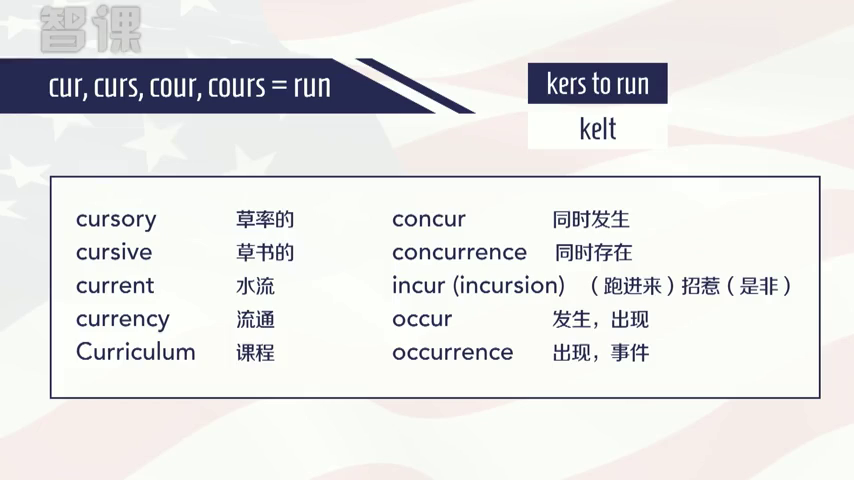 智课
cur, curs, cour, cours = run
kers to run
kelt
cursory 草率的 concur 同时发生
cursive 草书的 concurrence 同时存在
current 水流 incur (incursion) （跑进来）招惹（是非）
currency 流通 occur 发生，出现
Curriculum 课程 occurrence 出现，事件